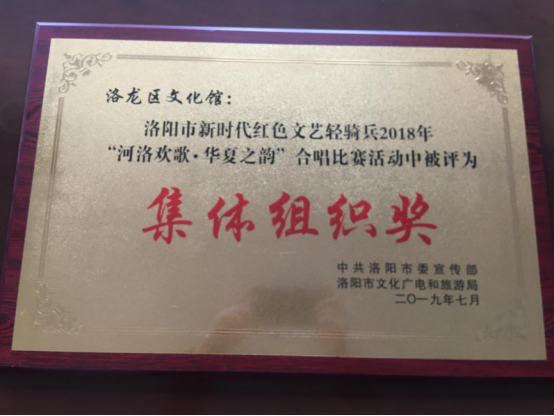 洛龙区文化馆：
洛阳市新时代红色文艺轻骑兵2018年
“河洛欢歌·华夏之韵”合唱比赛活动中被评为
集体组织奖
中共洛阳市委宣传部
洛阳市文化广电和旅游局
二〇一九年七月